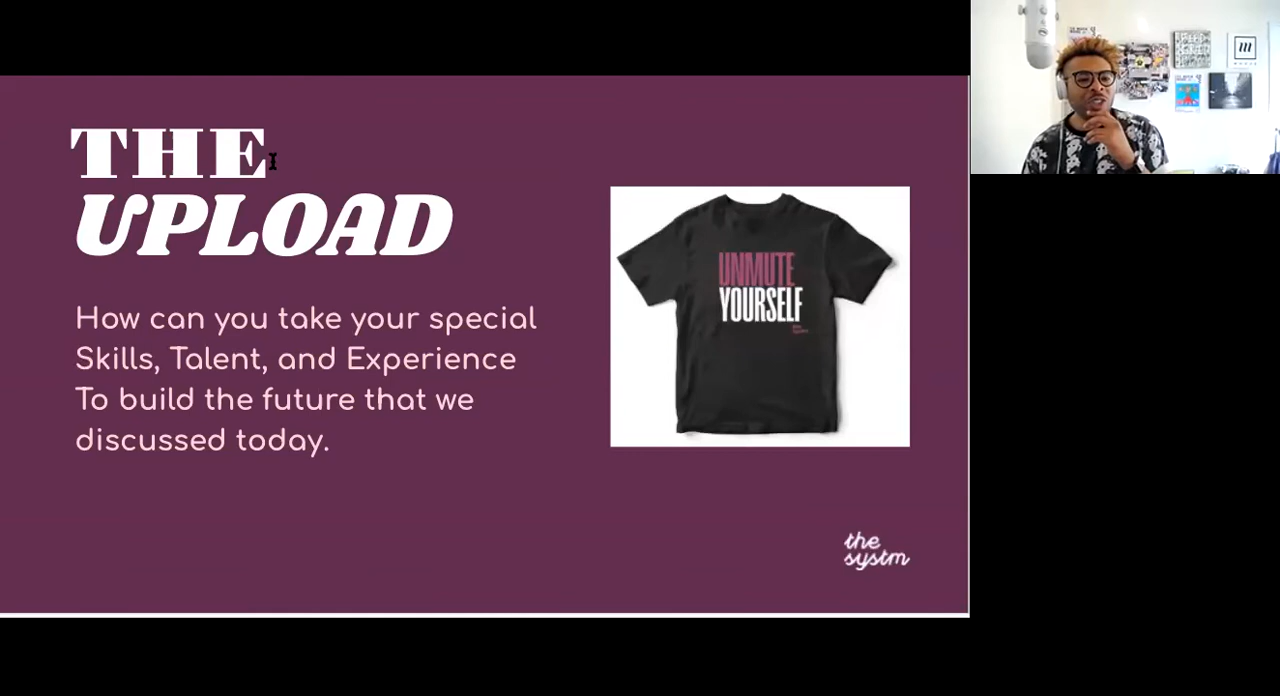 THE
UPLOAD
How can you take your special
Skills, Talent, and Experience
To build the future that we
discussed today.
UNMUTE
YOURSELF
the
systm